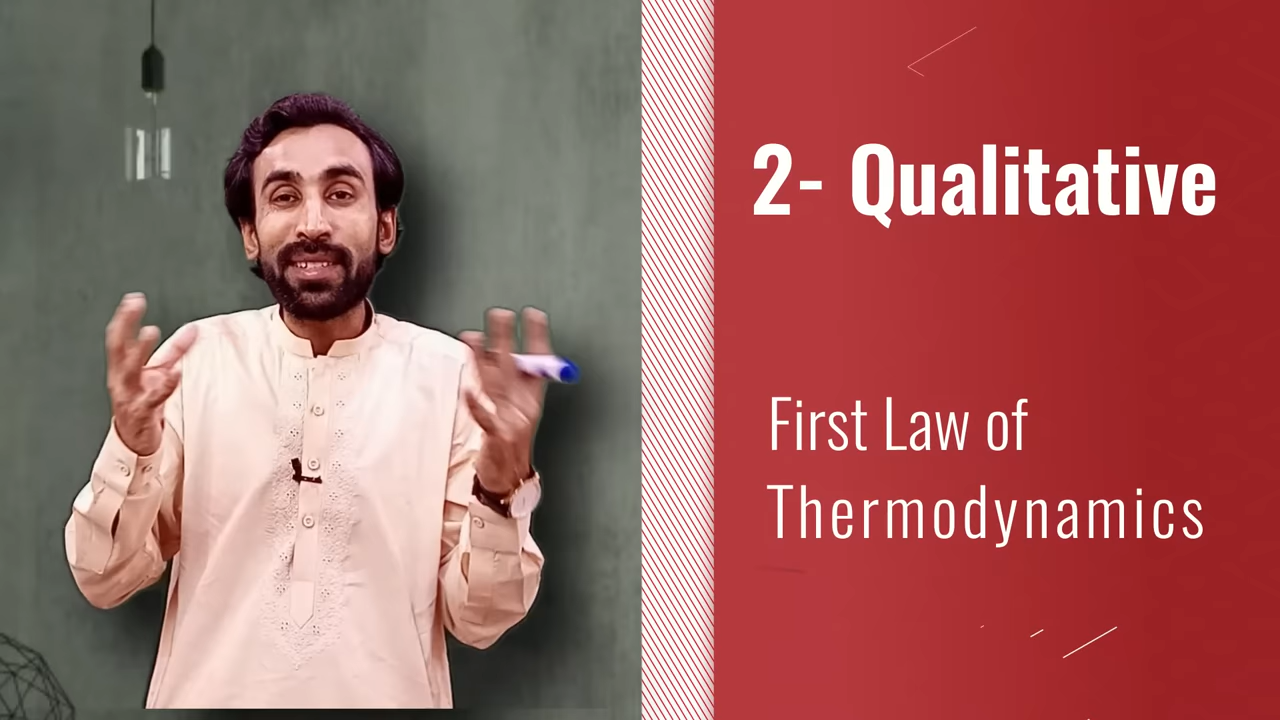 2- Qualitative
First Law of
Thermodynamics